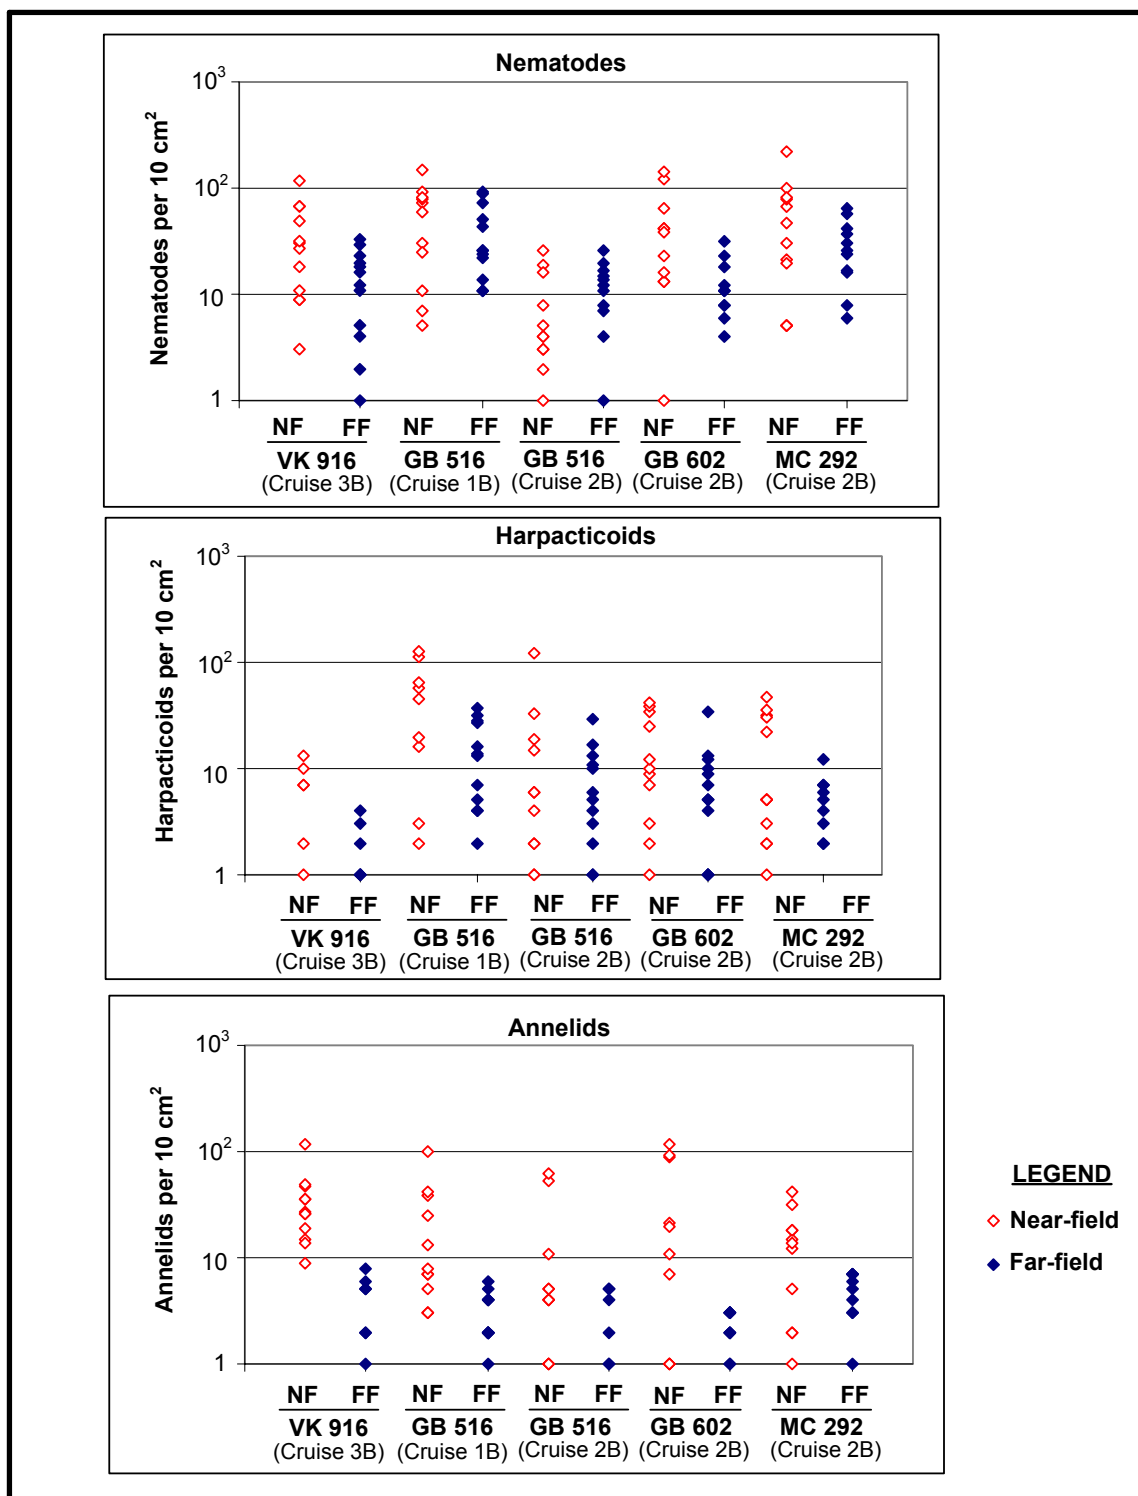 Nematodes
Nematodes per 10 cm²
10³
10²
10
1
NF FF NF FF NF FF NF FF NF FF
VK 916 GB 516 GB 516 GB 602 MC 292
(Cruise 3B) (Cruise 1B) (Cruise 2B) (Cruise 2B) (Cruise 2B)
Harpacticoids
Harpacticoids per 10 cm²
10³
10²
10
1
NF FF NF FF NF FF NF FF NF FF
VK 916 GB 516 GB 516 GB 602 MC 292
(Cruise 3B) (Cruise 1B) (Cruise 2B) (Cruise 2B) (Cruise 2B)
Annelids
Annelids per 10 cm²
10³
10²
10
1
NF FF NF FF NF FF NF FF NF FF
VK 916 GB 516 GB 516 GB 602 MC 292
(Cruise 3B) (Cruise 1B) (Cruise 2B) (Cruise 2B) (Cruise 2B)
LEGEND
Near-field
Far-field